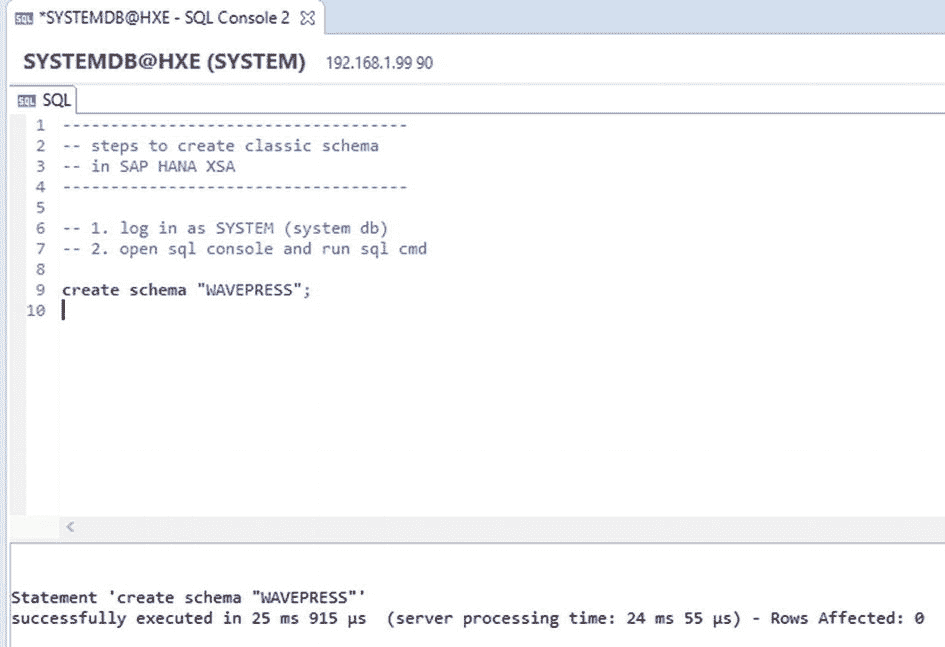 SQL *SYSTEMDB@HXE - SQL Console 2
SYSTEMDB@HXE (SYSTEM) 192.168.1.99 90
SQL SQL
1 ------------------------------------
2 -- steps to create classic schema
3 -- in SAP HANA XSA
4 ------------------------------------
5
6 -- 1. log in as SYSTEM (system db)
7 -- 2. open sql console and run sql cmd
8
9 create schema "WAVEPRESS";
10
Statement 'create schema "WAVEPRESS"'
successfully executed in 25 ms 915 µs (server processing time: 24 ms 55 µs) - Rows Affected: 0